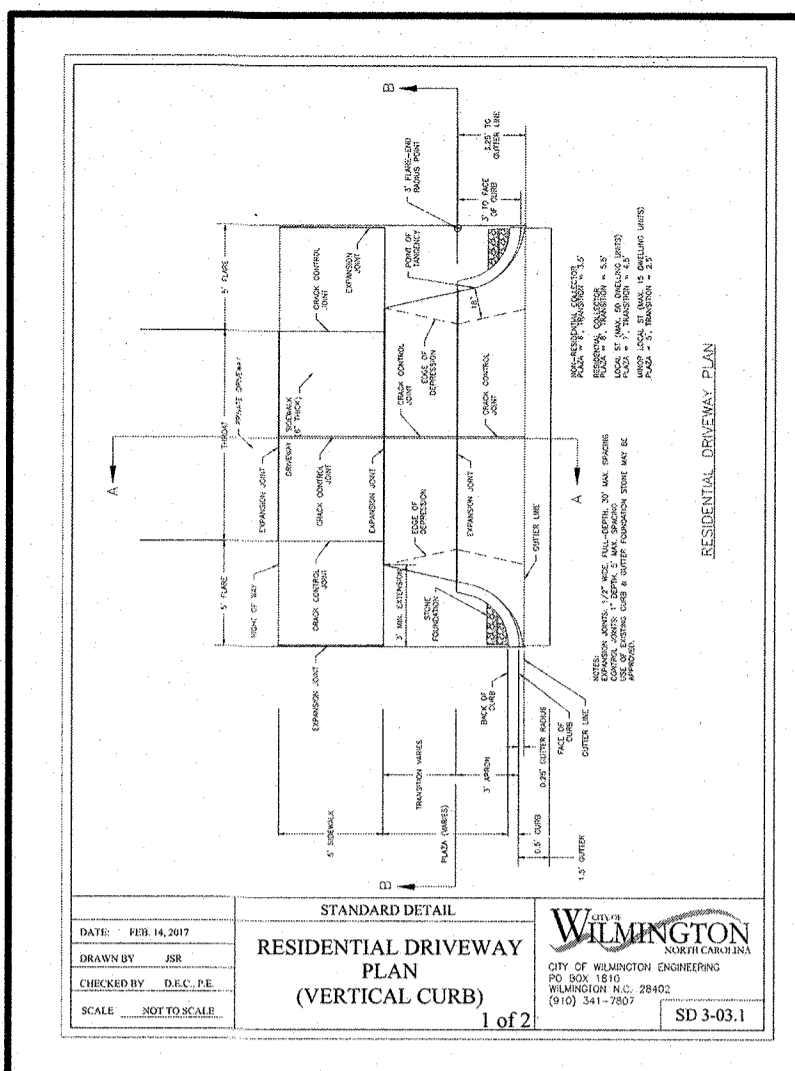 B
5' FLARE
THROAT
5' FLARE
PRIVATE DRIVEWAY
RIGHT OF WAY
A
A
EXPANSION JOINT
CRACK CONTROL
JOINT
EXPANSION
JOINT
DRIVEWAY SIDEWALK
(6" THICK)
EXPANSION JOINT
CRACK CONTROL
JOINT
EXPANSION JOINT
CRACK CONTROL
JOINT
EXPANSION JOINT
3' FLARE-END
RADIUS POINT
POINT OF
TANGENCY
3' TO FACE
OF CURB
3.25' TO
GUTTER LINE
18"
EDGE OF
DEPRESSION
CRACK CONTROL
JOINT
CRACK CONTROL
JOINT
EXPANSION JOINT
EDGE OF
DEPRESSION
GUTTER LINE
3' MIN. EXTENSION
STONE
FOUNDATION
BACK OF
CURB
FACE OF
CURB
GUTTER LINE
5' SIDEWALK
TRANSITION VARIES
PLAZA (VARIES)
3' APRON
0.25' GUTTER RADIUS
0.5' CURB
1.5' GUTTER
B
NON-RESIDENTIAL COLLECTOR
PLAZA = 6', TRANSITION = 3.5'
RESIDENTIAL COLLECTOR
PLAZA = 8', TRANSITION = 5.5'
LOCAL ST (MAX. 50 DWELLING UNITS)
PLAZA = 7', TRANSITION = 4.5'
MINOR LOCAL ST (MAX. 15 DWELLING UNITS)
PLAZA = 5', TRANSITION = 2.5'
NOTES:
EXPANSION JOINTS: 1/2" WIDE, FULL-DEPTH, 30' MAX. SPACING
CONTROL JOINTS: 1" DEPTH, 5' MAX. SPACING
USE OF EXISTING CURB & GUTTER FOUNDATION STONE MAY BE
APPROVED.
RESIDENTIAL DRIVEWAY PLAN
DATE: FEB. 14, 2017
DRAWN BY JSR
CHECKED BY D.E.C., P.E.
SCALE NOT TO SCALE
STANDARD DETAIL
RESIDENTIAL DRIVEWAY
PLAN
(VERTICAL CURB)
1 of 2
CITY OF
WILMINGTON
NORTH CAROLINA
CITY OF WILMINGTON ENGINEERING
PO BOX 1810
WILMINGTON N.C. 28402
(910) 341-7807
SD 3-03.1